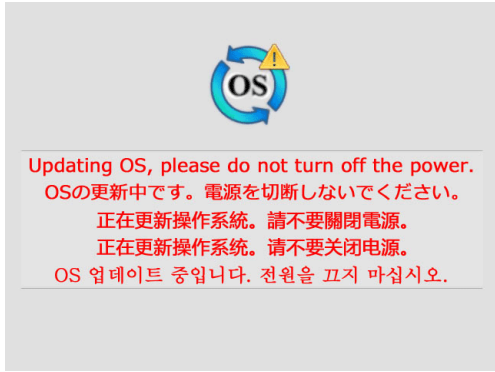 OS
Updating OS, please do not turn off the power.
OSの更新中です。電源を切断しないでください。
正在更新操作系統。請不要關閉電源。
正在更新操作系统。请不要关闭电源。
OS 업데이트 중입니다. 전원을 끄지 마십시오.